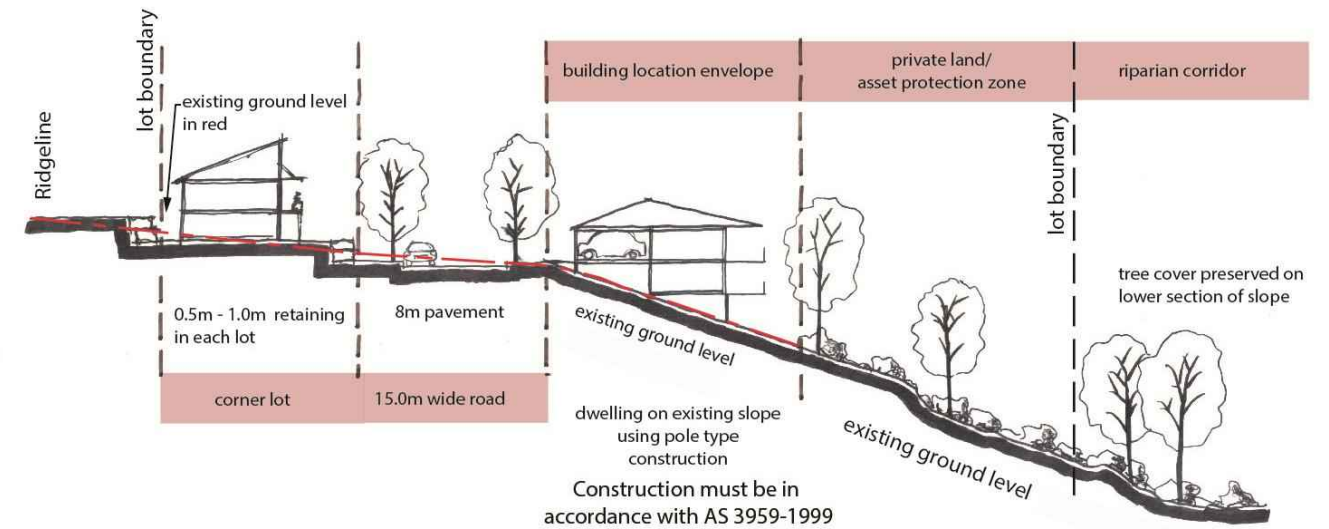 Ridgeline
lot boundary
existing ground level
in red
building location envelope
private land/
asset protection zone
riparian corridor
lot boundary
tree cover preserved on
lower section of slope
0.5m - 1.0m retaining
in each lot
8m pavement
existing ground level
corner lot
15.0m wide road
dwelling on existing slope
using pole type
construction
existing ground level
Construction must be in
accordance with AS 3959-1999